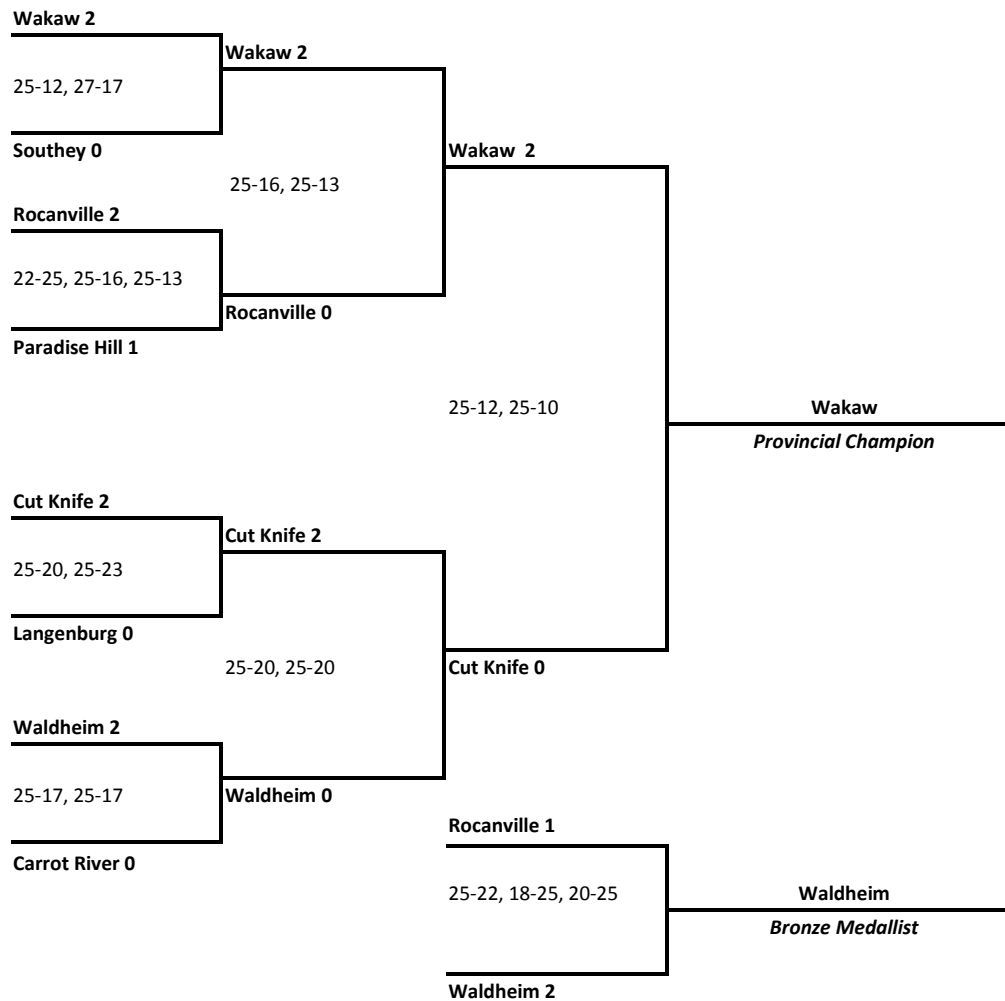 Wakaw 2
Wakaw 2
25-12, 27-17
Southey 0
Wakaw  2
25-16, 25-13
Rocanville 2
22-25, 25-16, 25-13
Rocanville 0
Paradise Hill 1
25-12, 25-10
Wakaw
Provincial Champion
Cut Knife 2
Cut Knife 2
25-20, 25-23
Langenburg 0
25-20, 25-20
Cut Knife 0
Waldheim 2
25-17, 25-17
Waldheim 0
Rocanville 1
Carrot River 0
25-22, 18-25, 20-25
Waldheim
Bronze Medallist
Waldheim 2